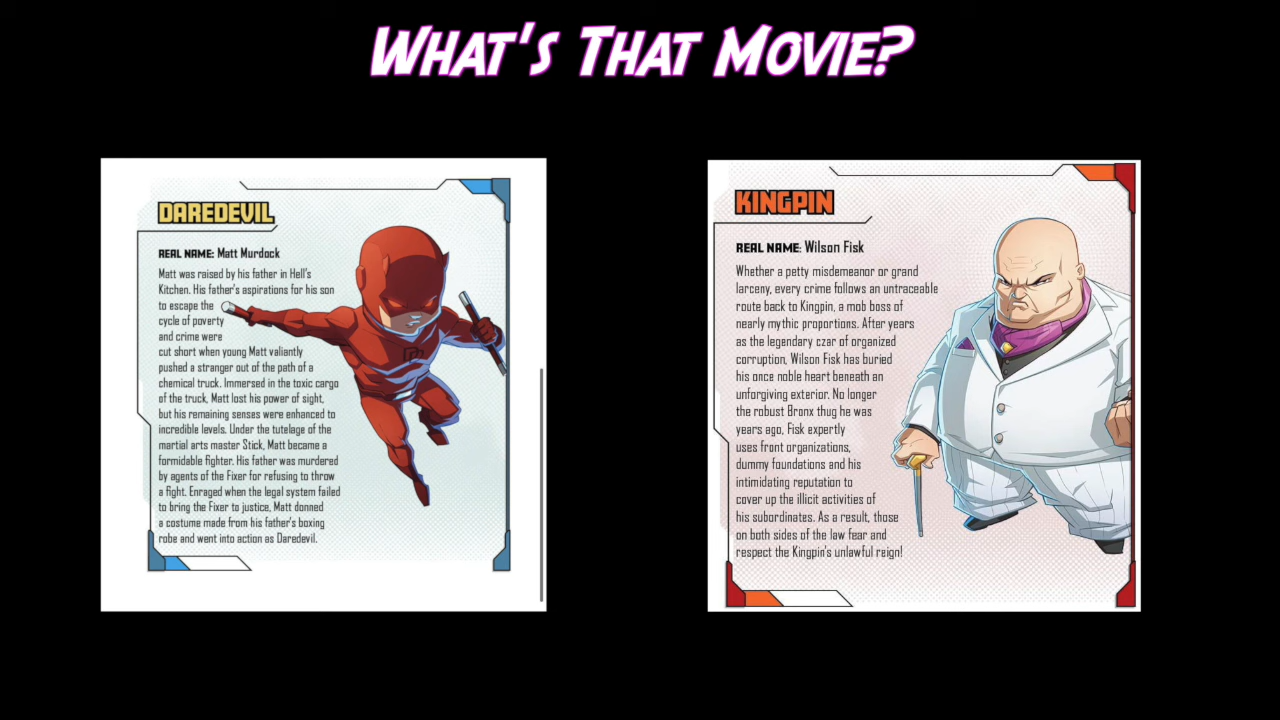 WHAT'S THAT MOVIE?
DAREDEVIL
REAL NAME: Matt Murdock
Matt was raised by his father in Hell's
Kitchen. His father's aspirations for his son
to escape the
cycle of poverty
and crime were
cut short when young Matt valiantly
pushed a stranger out of the path of a
chemical truck. Immersed in the toxic cargo
of the truck, Matt lost his power of sight,
but his remaining senses were enhanced to
incredible levels. Under the tutelage of the
martial arts master Stick, Matt became a
formidable fighter. His father was murdered
by agents of the Fixer for refusing to throw
a fight. Enraged when the legal system failed
to bring the Fixer to justice, Matt donned
a costume made from his father's boxing
robe and went into action as Daredevil.
KINGPIN
REAL NAME: Wilson Fisk
Whether a petty misdemeanor or grand
larceny, every crime follows an untraceable
route back to Kingpin, a mob boss of
nearly mythic proportions. After years
as the legendary czar of organized
corruption, Wilson Fisk has buried
his once noble heart beneath an
unforgiving exterior. No longer
the robust Bronx thug he was
years ago, Fisk expertly
uses front organizations,
dummy foundations and his
intimidating reputation to
cover up the illicit activities of
his subordinates. As a result, those
on both sides of the law fear and
respect the Kingpin's unlawful reign!